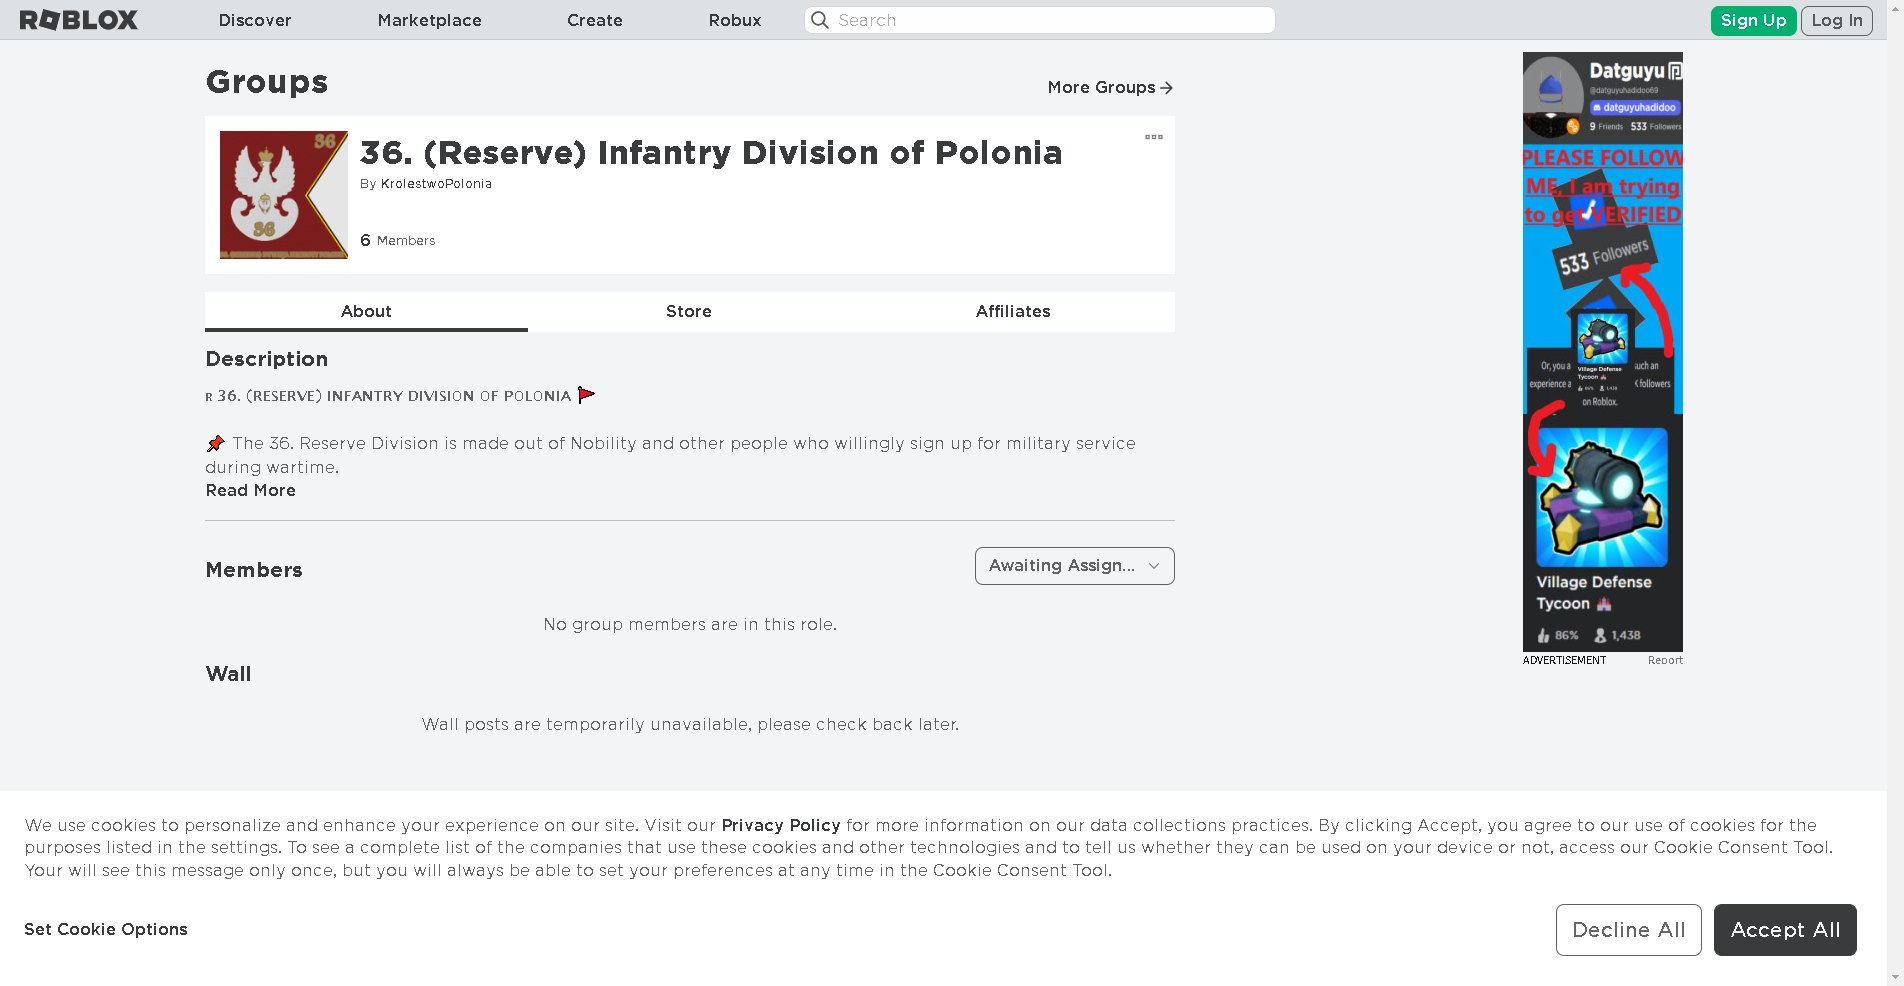 ROBLOX
Discover
Marketplace
Create
Robux
Search
Sign Up
Log In
Groups
More Groups
36. (Reserve) Infantry Division of Polonia
By KrolestwoPolonia
6 Members
36
36
About
Store
Affiliates
Description
R 36. (RESERVE) INFANTRY DIVISION OF POLONIA
The 36. Reserve Division is made out of Nobility and other people who willingly sign up for military service
during wartime.
Read More
Members
Awaiting Assign...
No group members are in this role.
Wall
Wall posts are temporarily unavailable, please check back later.
Datguyu
@datguyuhadidoo69
datguyuhadidoo
9 Friends 533 Followers
PLEASE FOLLOW
ME, I am trying
to get VERIFIED
533 Followers
Or, you a
such an
Village Defense
Tycoon
experience a
followers
86% 1,438
on Roblox.
Village Defense
Tycoon
86% 1,438
ADVERTISEMENT
Report
We use cookies to personalize and enhance your experience on our site. Visit our Privacy Policy for more information on our data collections practices. By clicking Accept, you agree to our use of cookies for the
purposes listed in the settings. To see a complete list of the companies that use these cookies and other technologies and to tell us whether they can be used on your device or not, access our Cookie Consent Tool.
Your will see this message only once, but you will always be able to set your preferences at any time in the Cookie Consent Tool.
Set Cookie Options
Decline All
Accept All